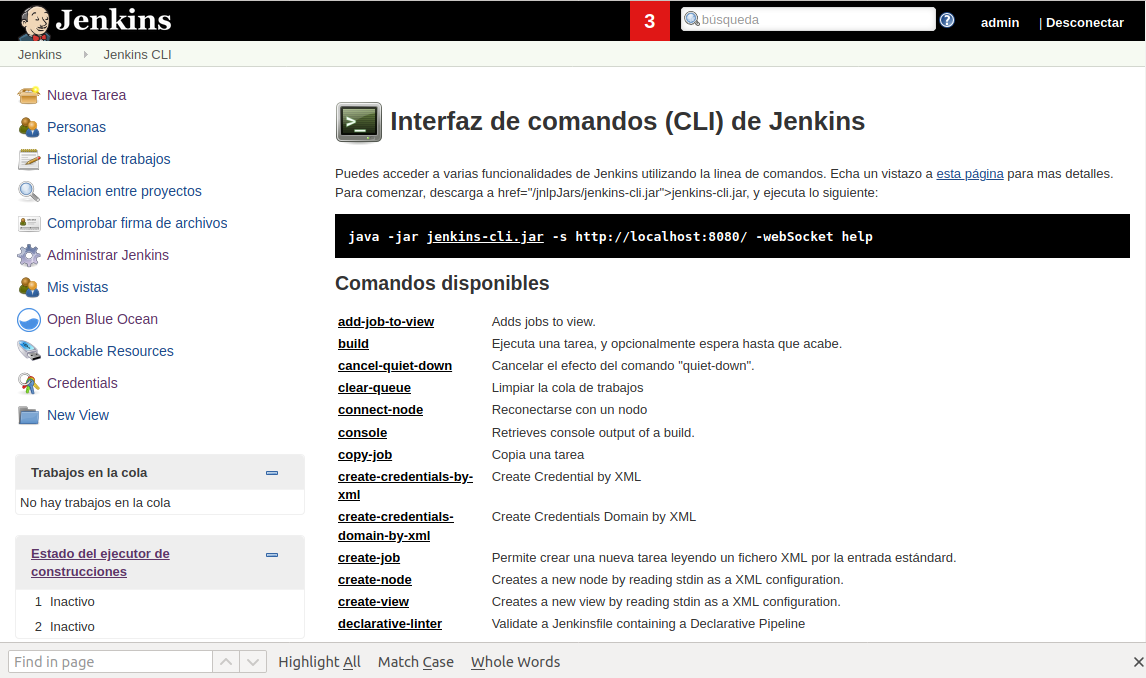 Jenkins 3 búsqueda admin | Desconectar
Jenkins Jenkins CLI
Nueva Tarea
Personas
Historial de trabajos
Relacion entre proyectos
Comprobar firma de archivos
Administrar Jenkins
Mis vistas
Open Blue Ocean
Lockable Resources
Credentials
New View
Trabajos en la cola
No hay trabajos en la cola
Estado del ejecutor de
construcciones
1 Inactivo
2 Inactivo
Interfaz de comandos (CLI) de Jenkins
Puedes acceder a varias funcionalidades de Jenkins utilizando la linea de comandos. Echa un vistazo a esta página para mas detalles.
Para comenzar, descarga a href="/jnlpJars/jenkins-cli.jar">jenkins-cli.jar, y ejecuta lo siguiente:
java -jar jenkins-cli.jar -s http://localhost:8080/ -webSocket help
Comandos disponibles
add-job-to-view Adds jobs to view.
build Ejecuta una tarea, y opcionalmente espera hasta que acabe.
cancel-quiet-down Cancelar el efecto del comando "quiet-down".
clear-queue Limpiar la cola de trabajos
connect-node Reconectarse con un nodo
console Retrieves console output of a build.
copy-job Copia una tarea
create-credentials-by- Create Credential by XML
xml
create-credentials- Create Credentials Domain by XML
domain-by-xml
create-job Permite crear una nueva tarea leyendo un fichero XML por la entrada estándard.
create-node Creates a new node by reading stdin as a XML configuration.
create-view Creates a new view by reading stdin as a XML configuration.
declarative-linter Validate a Jenkinsfile containing a Declarative Pipeline
Find in page Highlight All Match Case Whole Words